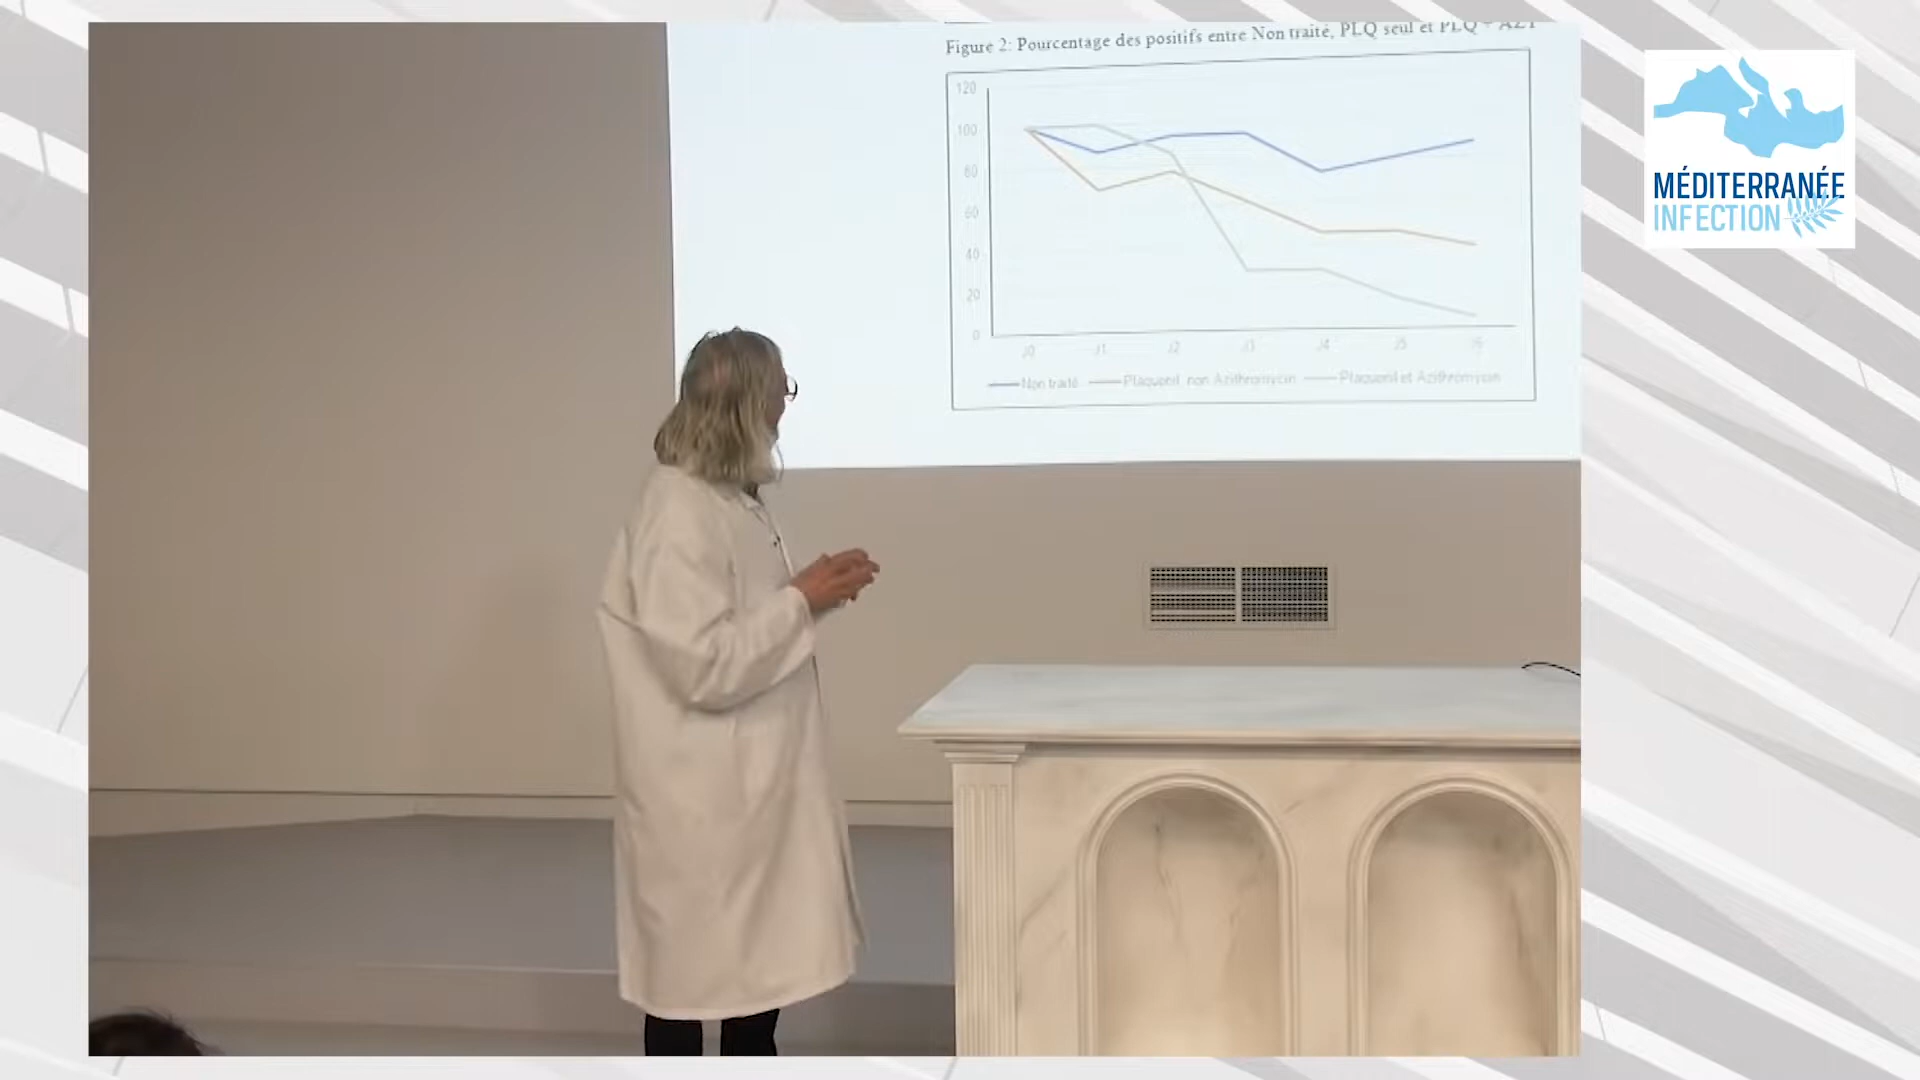 Figure 2: Pourcentage des positifs entre Non traité, PLQ seul et PLQ + AZT
120
100
80
60
40
20
0
J0 J1 J2 J3 J4 J5 J6
Non traité Plaquenil non Azithromycin Plaquenil et Azithromycin
MÉDITERRANÉE
INFECTION